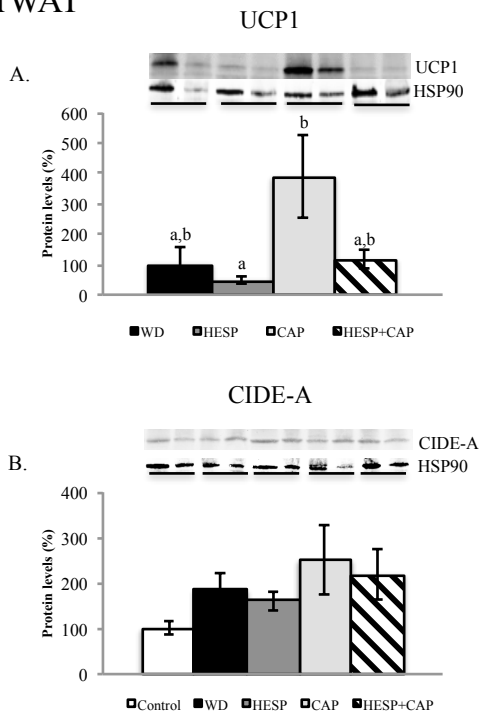 UCP1
A.
UCP1
HSP90
Protein levels (%)
600
500
400
300
200
100
0
a,b
a
b
a,b
WD HESP CAP HESP+CAP
CIDE-A
B.
CIDE-A
HSP90
Protein levels (%)
400
300
200
100
0
Control WD HESP CAP HESP+CAP